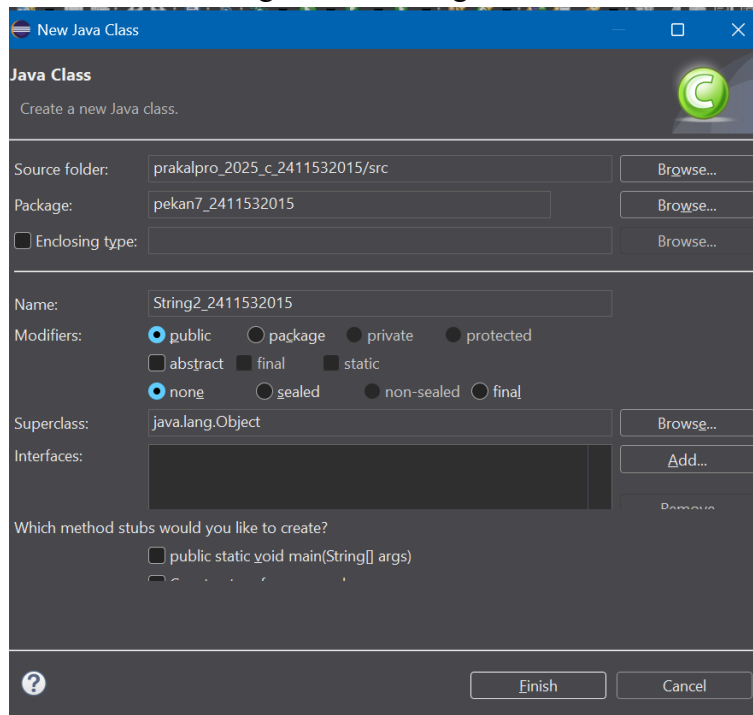 New Java Class
Java Class
Create a new Java class.
Source folder: prakalpro_2025_c_2411532015/src Browse...
Package: pekan7_2411532015 Browse...
Enclosing type: Browse...
Name: String2_2411532015
Modifiers: public package private protected
abstract final static
none sealed non-sealed final
Superclass: java.lang.Object Browse...
Interfaces: Add...
Remove
Which method stubs would you like to create?
public static void main(String[] args)
Finish Cancel